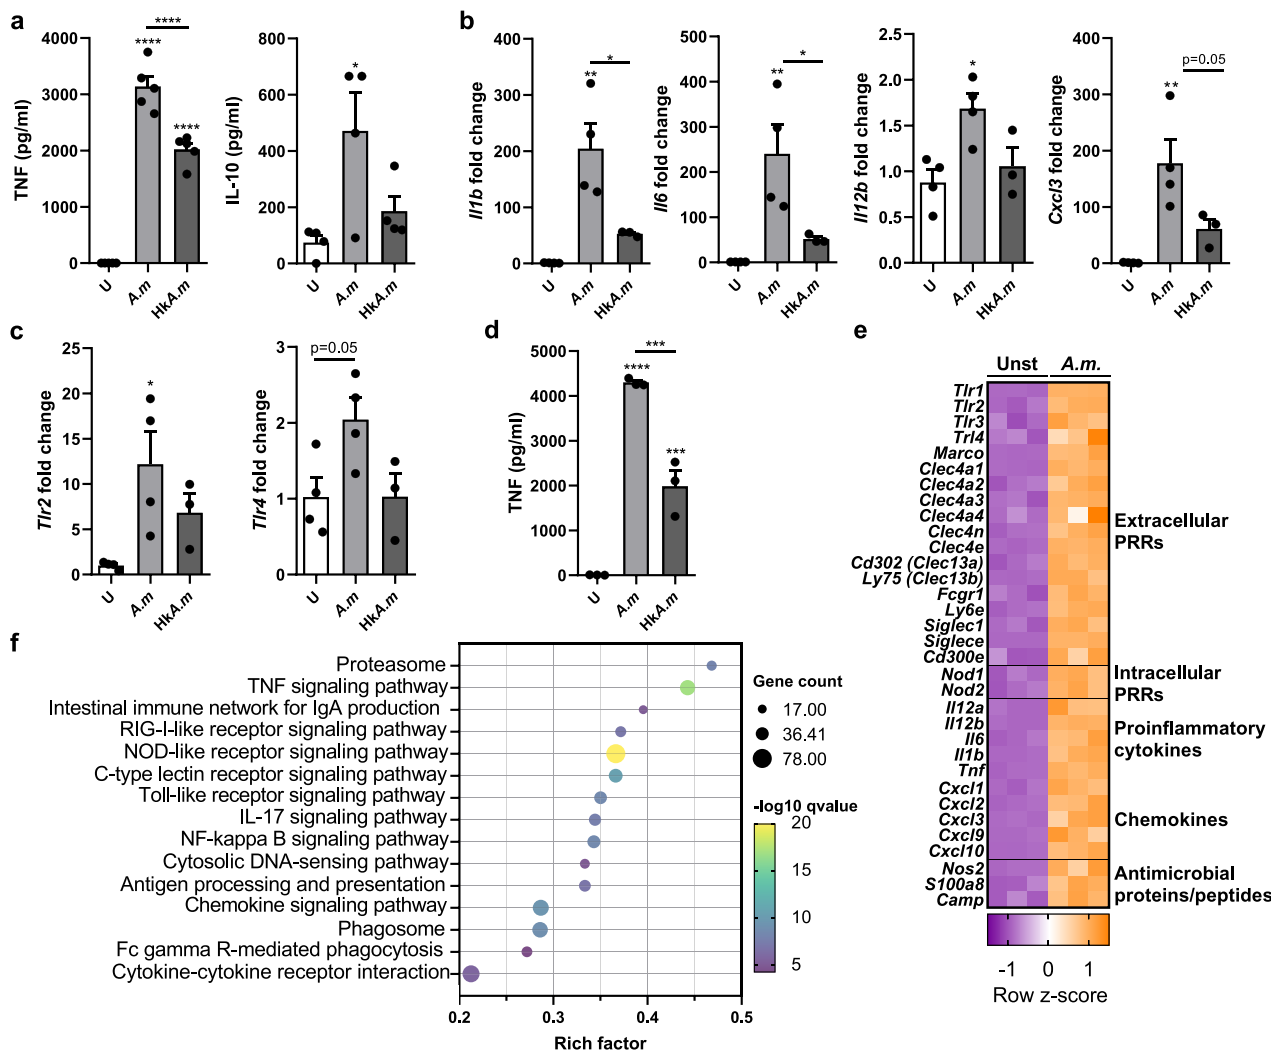 a
TNF (pg/ml)
4000
3000
2000
1000
0
****
****
****
U
A.m
HkA.m
IL-10 (pg/ml)
800
600
400
200
0
*
U
A.m
HkA.m
b
Il1b fold change
400
300
200
100
0
**
*
U
A.m
HkA.m
Il6 fold change
500
400
300
200
100
0
**
*
U
A.m
HkA.m
Il12b fold change
2.5
2.0
1.5
1.0
0.5
0.0
*
U
A.m
HkA.m
Cxcl3 fold change
400
300
200
100
0
**
p=0.05
U
A.m
HkA.m
c
Tlr2 fold change
25
20
15
10
5
0
*
U
A.m
HkA.m
Tlr4 fold change
3
2
1
0
p=0.05
U
A.m
HkA.m
d
TNF (pg/ml)
5000
4000
3000
2000
1000
0
****
***
***
U
A.m
HkA.m
e
Unst
A.m.
Tlr1
Tlr2
Tlr3
Trl4
Marco
Clec4a1
Clec4a2
Clec4a3
Clec4a4
Clec4n
Clec4e
Cd302 (Clec13a)
Ly75 (Clec13b)
Fcgr1
Ly6e
Siglec1
Siglece
Cd300e
Nod1
Nod2
Il12a
Il12b
Il6
Il1b
Tnf
Cxcl1
Cxcl2
Cxcl3
Cxcl9
Cxcl10
Nos2
S100a8
Camp
Extracellular
PRRs
Intracellular
PRRs
Proinflammatory
cytokines
Chemokines
Antimicrobial
proteins/peptides
-1
0
1
Row z-score
f
Proteasome
TNF signaling pathway
Intestinal immune network for IgA production
RIG-I-like receptor signaling pathway
NOD-like receptor signaling pathway
C-type lectin receptor signaling pathway
Toll-like receptor signaling pathway
IL-17 signaling pathway
NF-kappa B signaling pathway
Cytosolic DNA-sensing pathway
Antigen processing and presentation
Chemokine signaling pathway
Phagosome
Fc gamma R-mediated phagocytosis
Cytokine-cytokine receptor interaction
0.2
0.3
0.4
0.5
Rich factor
Gene count
17.00
36.41
78.00
-log10 qvalue
20
15
10
5